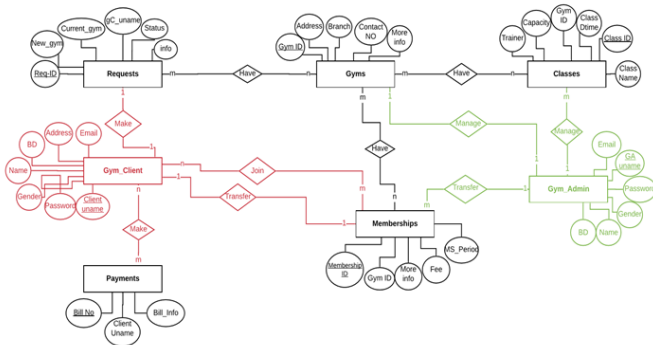 gC_uname
Current_gym
Status
New_gym
info
Req-ID
Requests
Address
Branch
Contact
NO
More
info
Gym ID
Gyms
Trainer
Capacity
Gym
ID
Class
Dtime
Class ID
Class
Name
Classes
m
Have
n
m
Have
n
1
Make
1
m
Have
n
1
Manage
1
m
Manage
1
BD
Address
Email
Name
Gender
Password
Client
uname
Gym_Client
n
Join
m
1
Transfer
1
m
Transfer
1
Email
GA
uname
Password
Gender
Name
BD
Gym_Admin
n
Make
m
Memberships
Membership
ID
Gym ID
More
info
Fee
MS_Period
Payments
Bill No
Client
Uname
Bill_Info